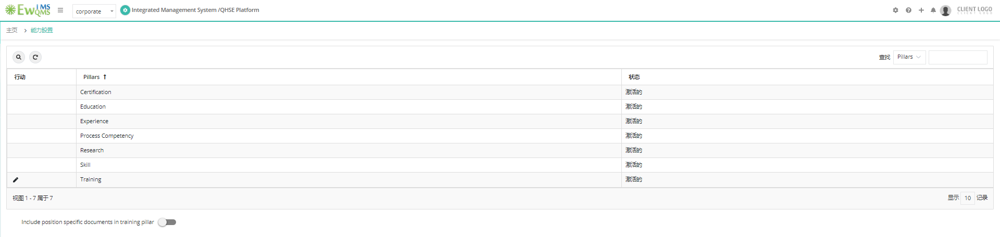 EwIMS QMS
corporate
Integrated Management System /QHSE Platform
CLIENT LOGO
CLIENT LOGO
主页 > 能力設置
查找 Pillars
行动 Pillars ↑ 状态
Certification 激活的
Education 激活的
Experience 激活的
Process Competency 激活的
Research 激活的
Skill 激活的
Training 激活的
视图 1 - 7 属于 7
显示 10 记录
Include position specific documents in training pillar